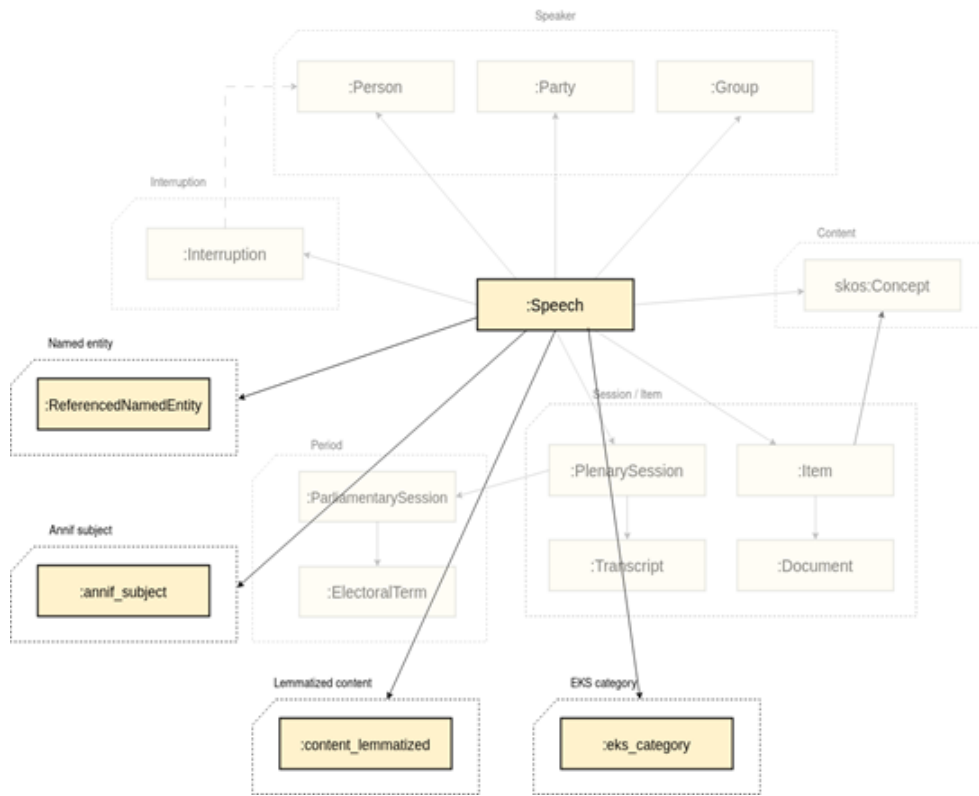 Speaker
:Person
:Party
:Group
Interruption
:Interruption
Content
skos:Concept
:Speech
Named entity
:ReferencedNamedEntity
Session / Item
Period
:PlenarySession
:Item
:ParliamentarySession
Annif subject
:annif_subject
:ElectoralTerm
:Transcript
:Document
Lemmatized content
EKS category
:content_lemmatized
:eks_category